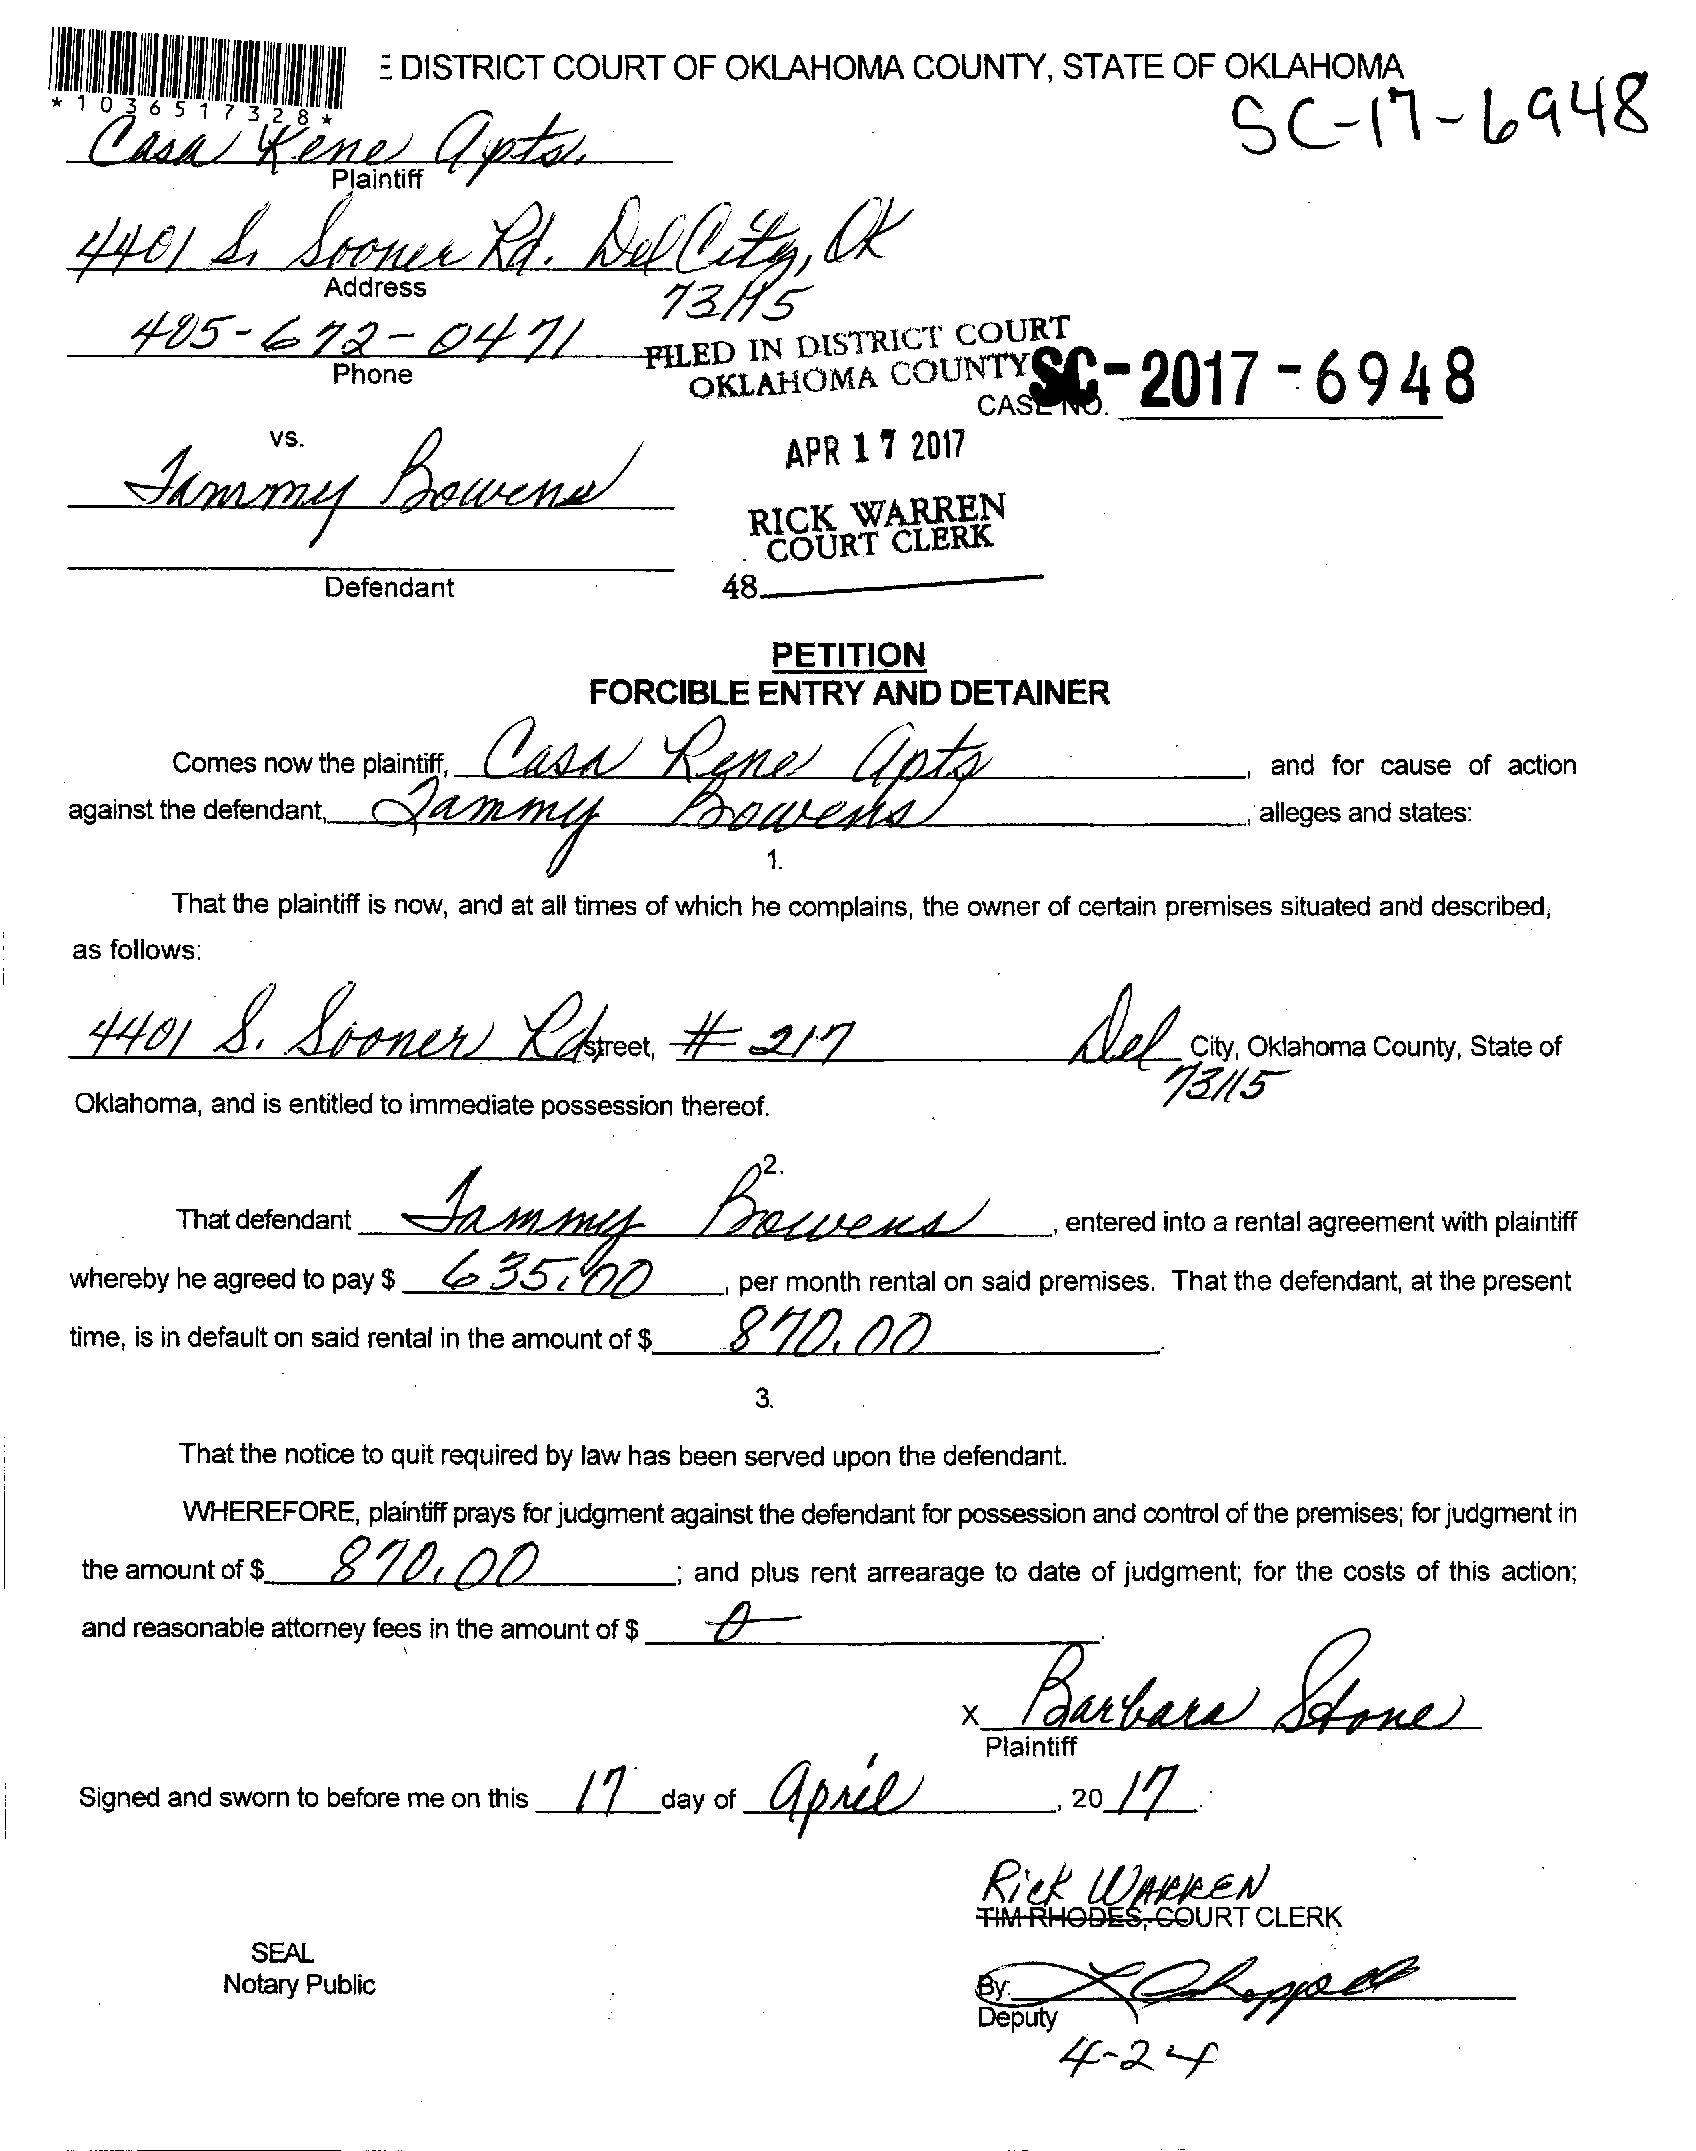 DISTRICT COURT OF OKLAHOMA COUNTY, STATE OF OKLAHOMA
*1036517328*
SC-17-6948
Casa Rene Apts.
Plaintiff
4401 S. Sooner Rd. Del City, OK
Address
73115
405-672-0471
Phone
FILED IN DISTRICT COURT
OKLAHOMA COUNTY
CASE NO. SC-2017-6948
vs.
APR 17 2017
Tammy Bowens
RICK WARREN
COURT CLERK
Defendant
48
PETITION
FORCIBLE ENTRY AND DETAINER
Comes now the plaintiff, Casa Rene Apts, and for cause of action
against the defendant, Tammy Bowens, alleges and states:
1.
That the plaintiff is now, and at all times of which he complains, the owner of certain premises situated and described,
as follows:
4401 S. Sooner Rd street, # 217 Del City, Oklahoma County, State of
73115
Oklahoma, and is entitled to immediate possession thereof.
2.
That defendant Tammy Bowens, entered into a rental agreement with plaintiff
whereby he agreed to pay $ 635.00, per month rental on said premises. That the defendant, at the present
time, is in default on said rental in the amount of $ 870.00.
3.
That the notice to quit required by law has been served upon the defendant.
WHEREFORE, plaintiff prays for judgment against the defendant for possession and control of the premises; for judgment in
the amount of $ 870.00; and plus rent arrearage to date of judgment; for the costs of this action;
and reasonable attorney fees in the amount of $ 0.
X Barbara Stone
Plaintiff
Signed and sworn to before me on this 17 day of April, 2017.
Rick WARREN
TIM RHODES, COURT CLERK
SEAL
Notary Public
By:
Deputy
4-24